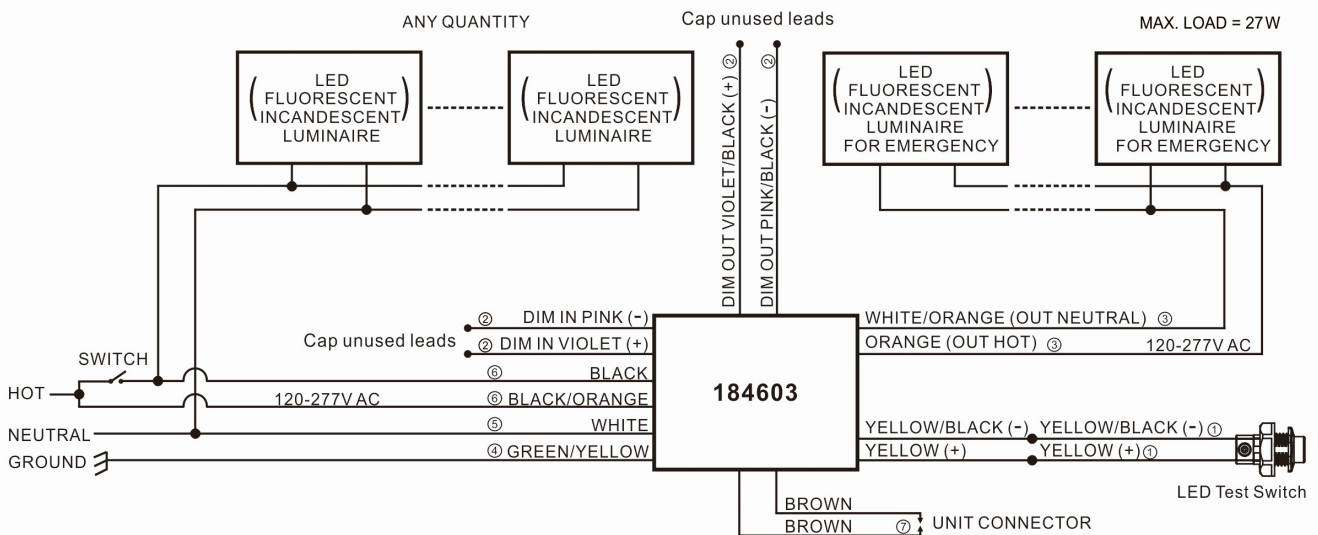 ANY QUANTITY
Cap unused leads
MAX. LOAD = 27W
( LED FLUORESCENT INCANDESCENT ) LUMINAIRE
( LED FLUORESCENT INCANDESCENT ) LUMINAIRE
( LED FLUORESCENT INCANDESCENT ) LUMINAIRE FOR EMERGENCY
( LED FLUORESCENT INCANDESCENT ) LUMINAIRE FOR EMERGENCY
DIM OUT VIOLET/BLACK (+) ②
DIM OUT PINK/BLACK (-) ②
② DIM IN PINK (-)
Cap unused leads
② DIM IN VIOLET (+)
WHITE/ORANGE (OUT NEUTRAL) ③
ORANGE (OUT HOT) ③ 120-277V AC
SWITCH
HOT
⑥ BLACK
120-277V AC ⑥ BLACK/ORANGE
184603
NEUTRAL
⑤ WHITE
GROUND
④ GREEN/YELLOW
YELLOW/BLACK (-) YELLOW/BLACK (-) ①
YELLOW (+) YELLOW (+) ①
LED Test Switch
BROWN
BROWN ⑦ UNIT CONNECTOR